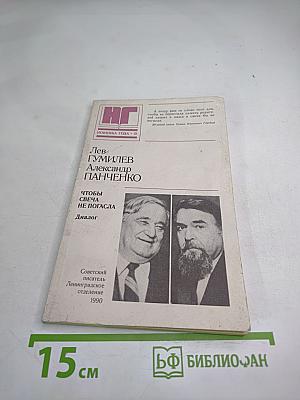 НГ
НОВИНКА ГОДА
Лев
ГУМИЛЕВ
Александр
ПАНЧЕНКО
ЧТОБЫ
СВЕЧА
НЕ ПОГАСЛА
Диалог
Советский
писатель
Ленинградское
отделение
1990
15 см
БФ БИБЛИОФАН